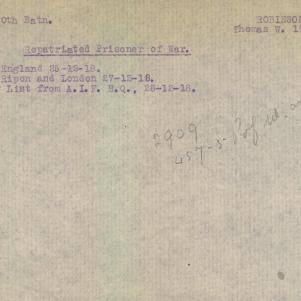 0th Batn.
ROBINSON
Thomas W.
Repatriated Prisoner of War.
England 25-12-18.
Ripon and London 27-12-18.
List from A.I.F. H.Q., 28-12-18.
2909